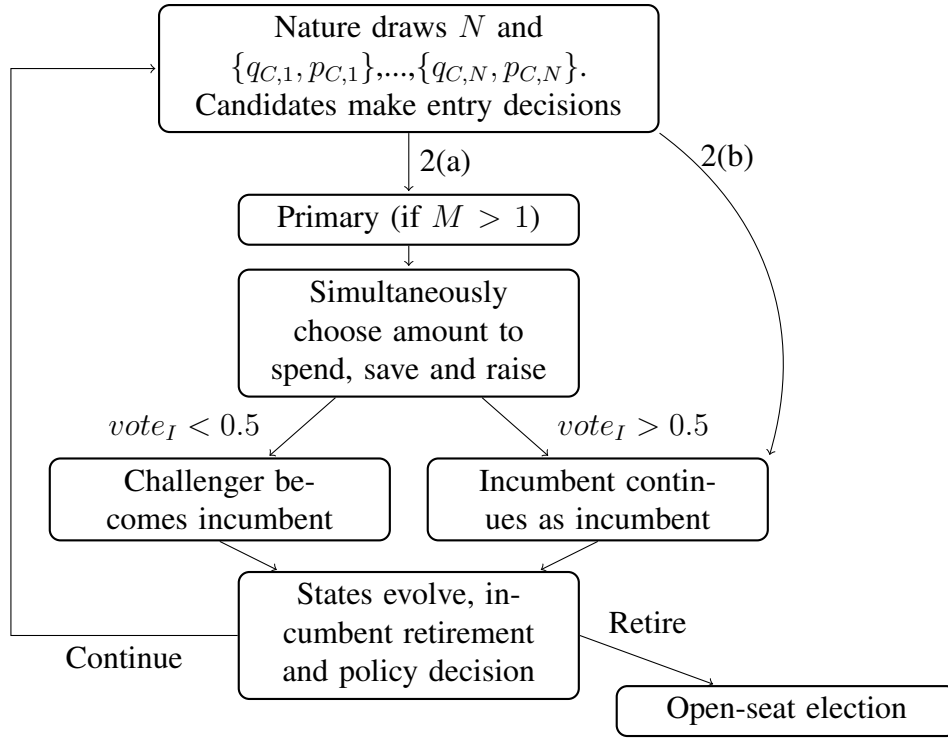 Nature draws N and
{q_{C,1}, p_{C,1}},...,{q_{C,N}, p_{C,N}}.
Candidates make entry decisions
2(a)
2(b)
Primary (if M > 1)
Simultaneously
choose amount to
spend, save and raise
vote_I < 0.5
vote_I > 0.5
Challenger be-
comes incumbent
Incumbent contin-
ues as incumbent
States evolve, in-
cumbent retirement
and policy decision
Retire
Continue
Open-seat election